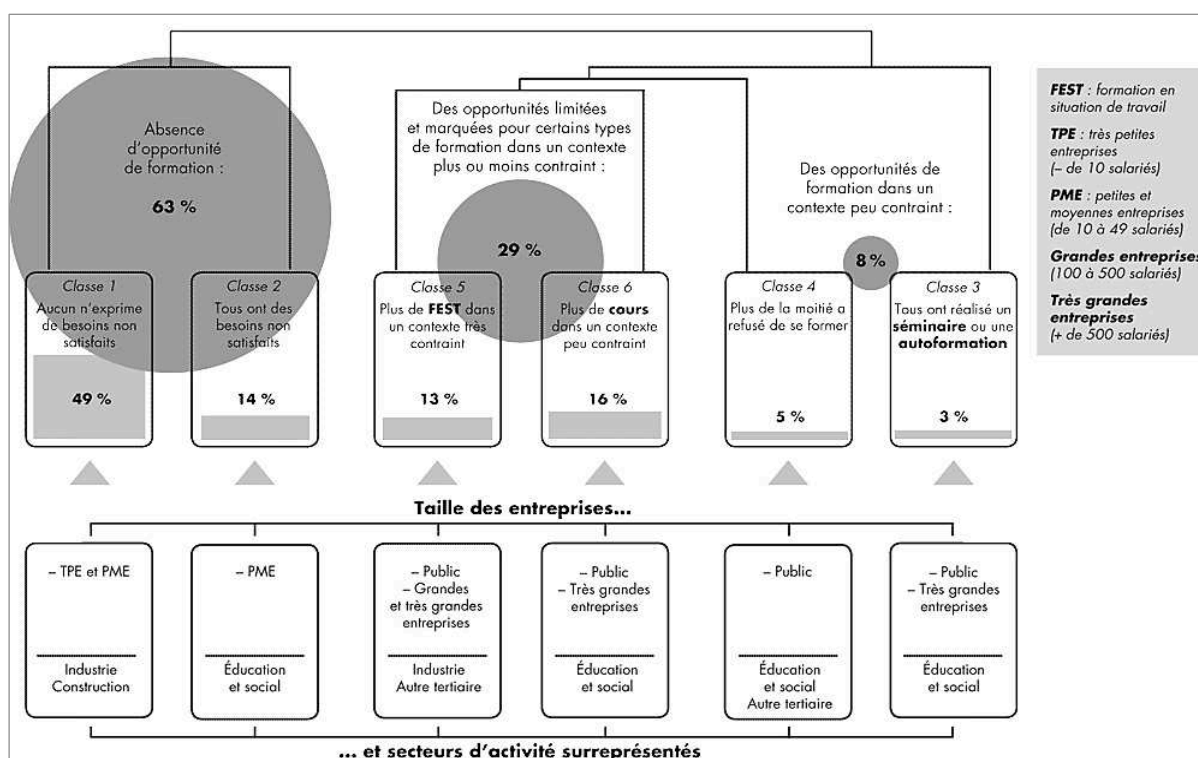 Absence
d'opportunité
de formation :
63 %
Des opportunités limitées
et marquées pour certains types
de formation dans un contexte
plus ou moins contraint :
29 %
Des opportunités de
formation dans un
contexte peu contraint :
8 %
FEST : formation en
situation de travail
TPE : très petites
entreprises
(– de 10 salariés)
PME : petites et
moyennes entreprises
(de 10 à 49 salariés)
Grandes entreprises
(100 à 500 salariés)
Très grandes
entreprises
(+ de 500 salariés)
Classe 1
Aucun n'exprime
de besoins non
satisfaits
49 %
Classe 2
Tous ont des
besoins non
satisfaits
14 %
Classe 5
Plus de FEST dans
un contexte très
contraint
13 %
Classe 6
Plus de cours
dans un contexte
peu contraint
16 %
Classe 4
Plus de la moitié a
refusé de se former
5 %
Classe 3
Tous ont réalisé un
séminaire ou une
autoformation
3 %
Taille des entreprises...
– TPE et PME
Industrie
Construction
– PME
Éducation
et social
– Public
– Grandes
et très grandes
entreprises
Industrie
Autre tertiaire
– Public
– Très grandes
entreprises
Éducation
et social
– Public
Éducation
et social
Autre tertiaire
– Public
– Très grandes
entreprises
Éducation
et social
... et secteurs d'activité surreprésentés